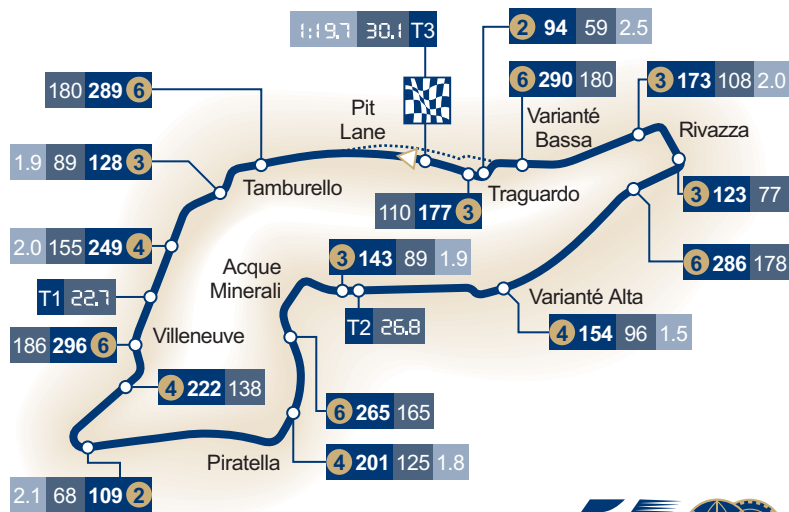 1:19.7 30.1 T3
2 94 59 2.5
6 290 180
3 173 108 2.0
180 289 6
Pit
Lane
Varianté
Bassa
Rivazza
1.9 89 128 3
Tamburello
Traguardo
3 123 77
110 177 3
2.0 155 249 4
3 143 89 1.9
6 286 178
Acque
Minerali
Varianté Alta
T1 22.7
T2 26.8
4 154 96 1.5
186 296 6
Villeneuve
4 222 138
6 265 165
Piratella
4 201 125 1.8
2.1 68 109 2